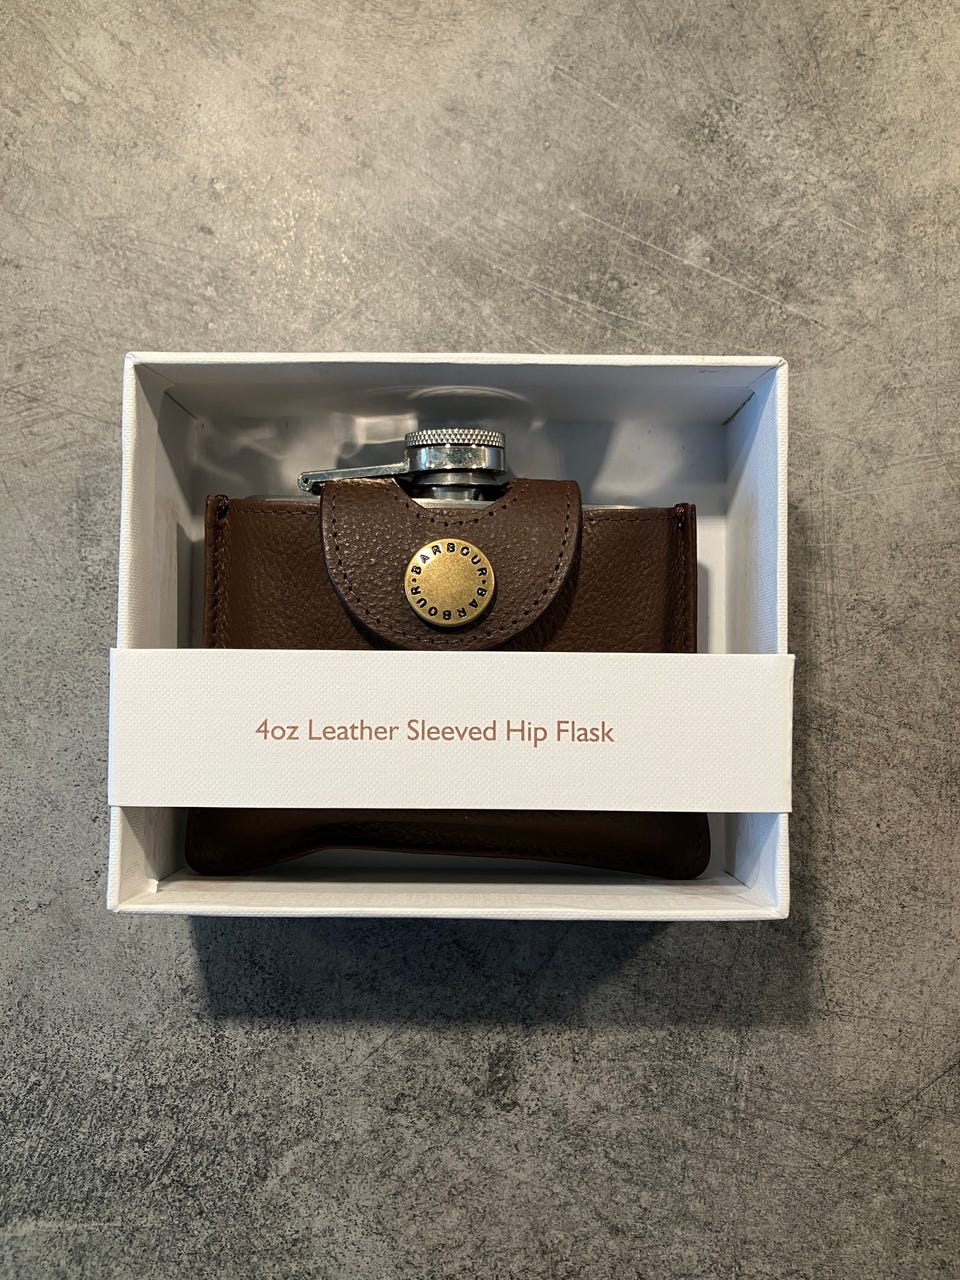 BARBOUR · BARBOUR ·
4oz Leather Sleeved Hip Flask